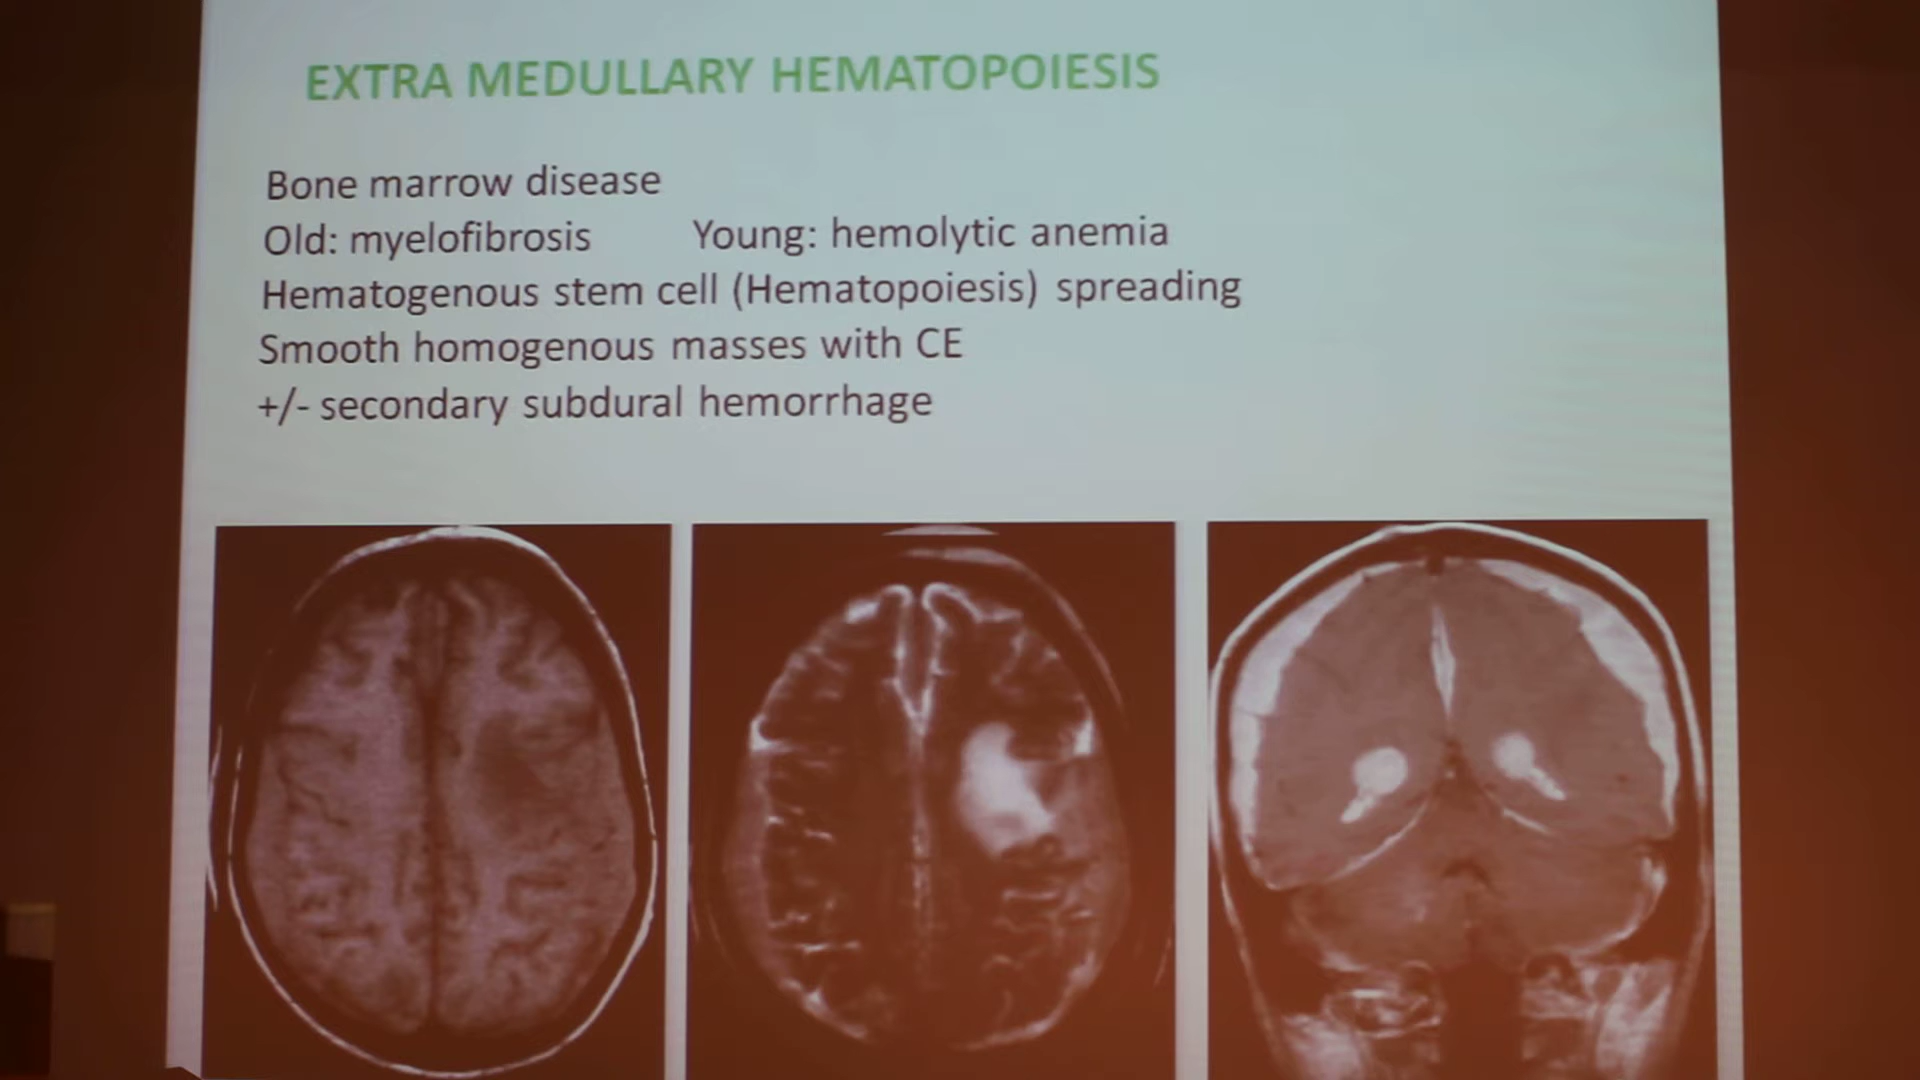 EXTRA MEDULLARY HEMATOPOIESIS
Bone marrow disease
Old: myelofibrosis Young: hemolytic anemia
Hematogenous stem cell (Hematopoiesis) spreading
Smooth homogenous masses with CE
+/- secondary subdural hemorrhage